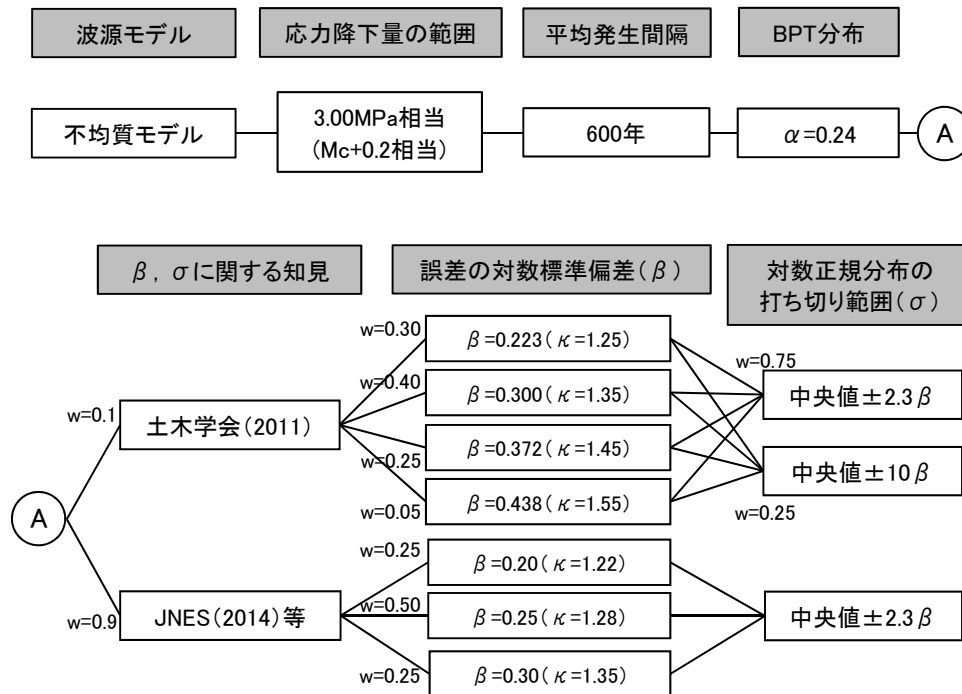 波源モデル
応力降下量の範囲
平均発生間隔
BPT分布
不均質モデル
3.00MPa相当
(Mc+0.2相当)
600年
α=0.24
A
β, σに関する知見
誤差の対数標準偏差(β)
対数正規分布の
打ち切り範囲(σ)
A
w=0.1
土木学会(2011)
w=0.30
β=0.223(κ=1.25)
w=0.40
β=0.300(κ=1.35)
w=0.25
β=0.372(κ=1.45)
w=0.05
β=0.438(κ=1.55)
w=0.75
中央値±2.3β
中央値±10β
w=0.25
w=0.9
JNES(2014)等
w=0.25
β=0.20(κ=1.22)
w=0.50
β=0.25(κ=1.28)
w=0.25
β=0.30(κ=1.35)
中央値±2.3β